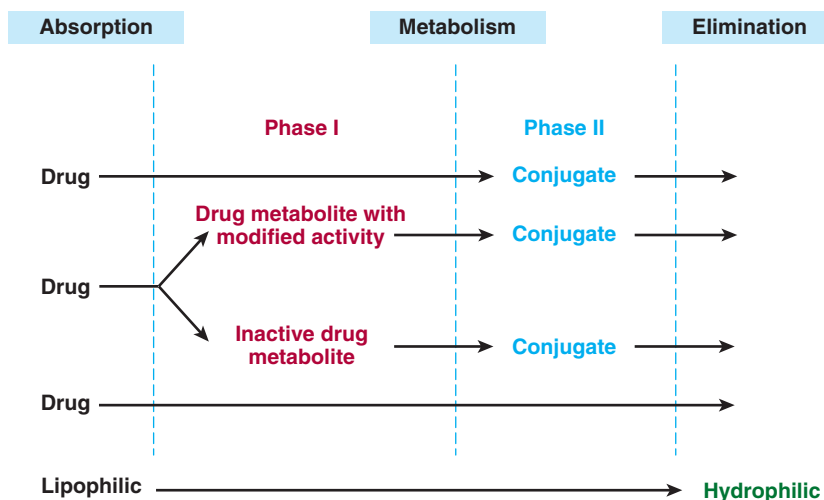 Absorption Metabolism Elimination
Phase I Phase II
Drug Conjugate
Drug metabolite with
modified activity Conjugate
Drug
Inactive drug
metabolite Conjugate
Drug
Lipophilic Hydrophilic